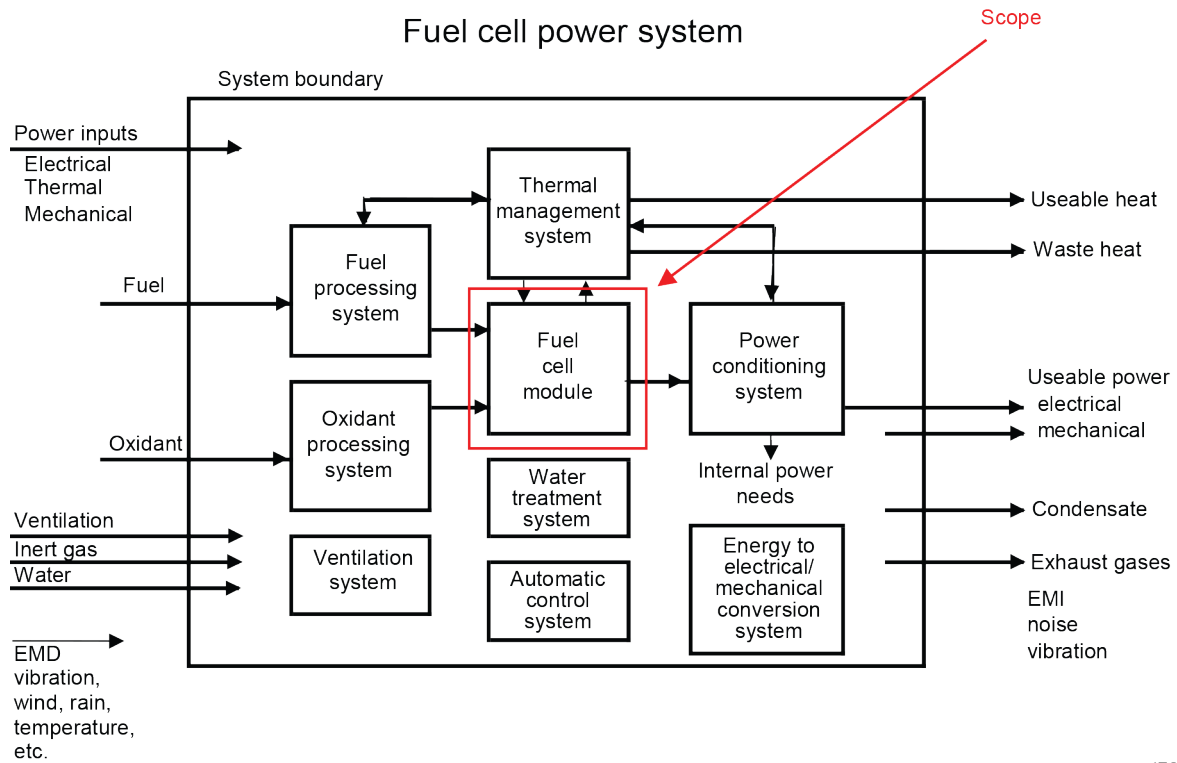 Fuel cell power system
Scope
System boundary
Power inputs
Electrical
Thermal
Mechanical
Thermal
management
system
Useable heat
Waste heat
Fuel
Fuel
processing
system
Fuel
cell
module
Power
conditioning
system
Useable power
electrical
mechanical
Oxidant
Oxidant
processing
system
Internal power
needs
Water
treatment
system
Condensate
Ventilation
Inert gas
Water
Ventilation
system
Automatic
control
system
Energy to
electrical/
mechanical
conversion
system
Exhaust gases
EMI
noise
vibration
EMD
vibration,
wind, rain,
temperature,
etc.